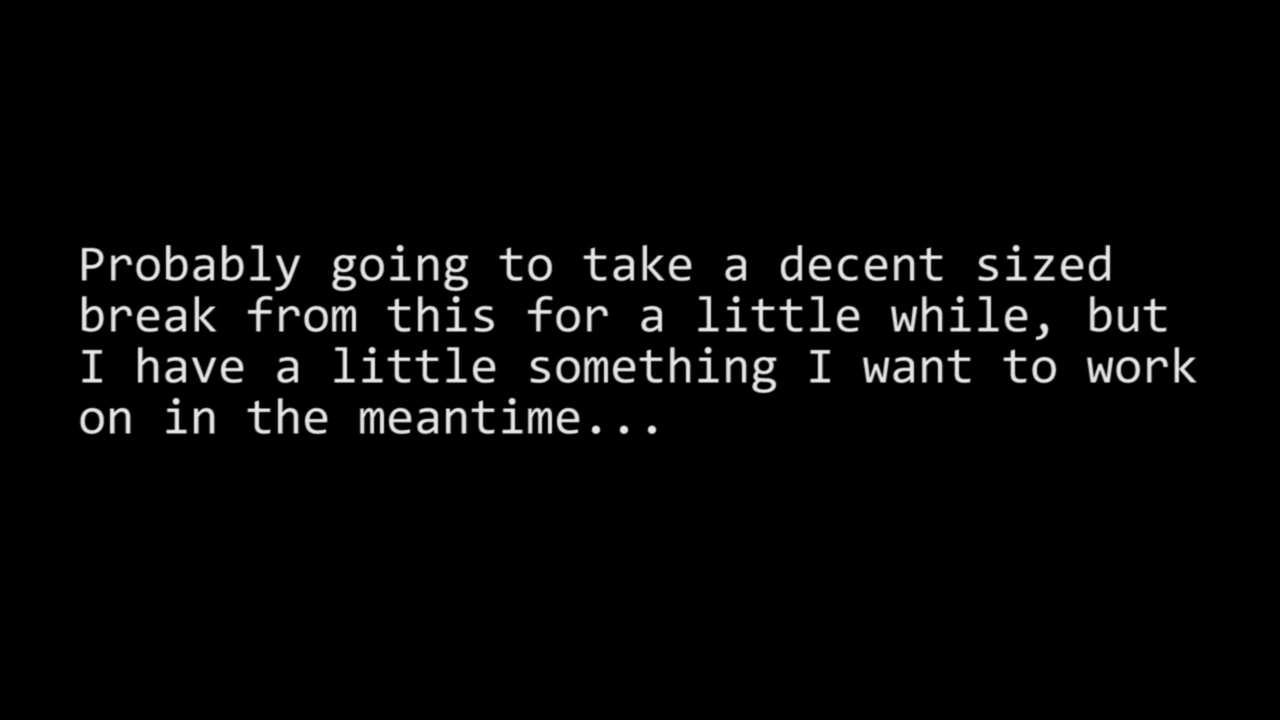 Probably going to take a decent sized
break from this for a little while, but
I have a little something I want to work
on in the meantime...